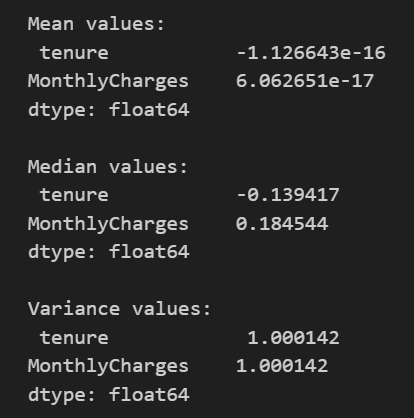 Mean values:
 tenure           -1.126643e-16
MonthlyCharges    6.062651e-17
dtype: float64

Median values:
 tenure           -0.139417
MonthlyCharges    0.184544
dtype: float64

Variance values:
 tenure            1.000142
MonthlyCharges    1.000142
dtype: float64